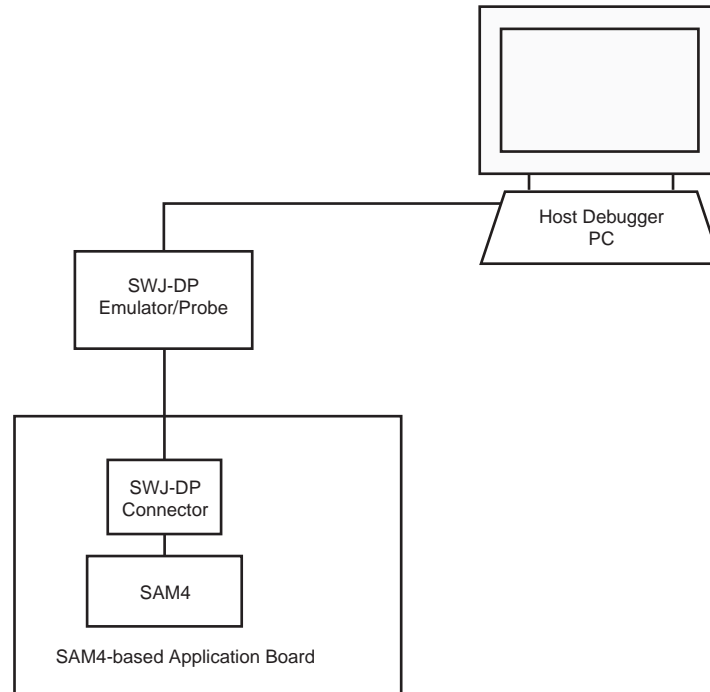 Host Debugger
PC
SWJ-DP
Emulator/Probe
SWJ-DP
Connector
SAM4
SAM4-based Application Board